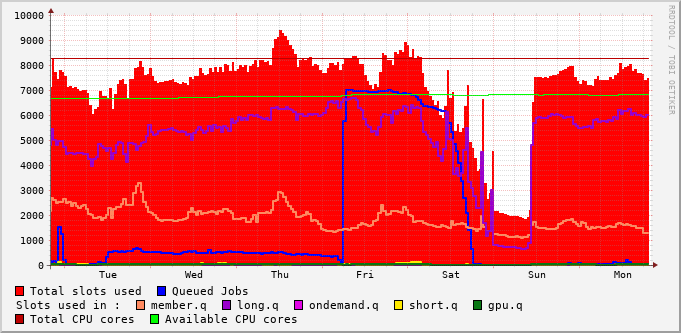 RRDTOOL / TOBI OETIKER
10000
9000
8000
7000
6000
5000
4000
3000
2000
1000
0
Tue Wed Thu Fri Sat Sun Mon
Total slots used Queued Jobs
Slots used in : member.q long.q ondemand.q short.q gpu.q
Total CPU cores Available CPU cores